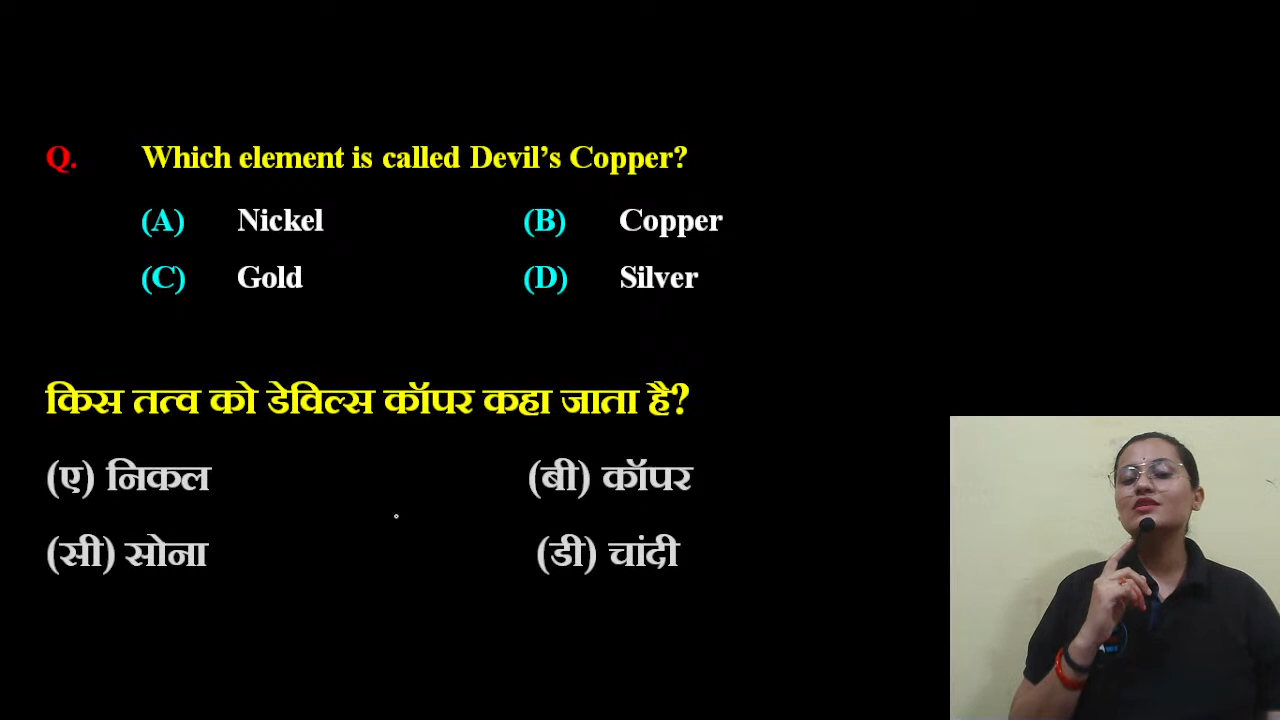 Q. Which element is called Devil’s Copper?
(A) Nickel (B) Copper
(C) Gold (D) Silver
किस तत्व को डेविल्स कॉपर कहा जाता है?
(ए) निकल (बी) कॉपर
(सी) सोना (डी) चांदी